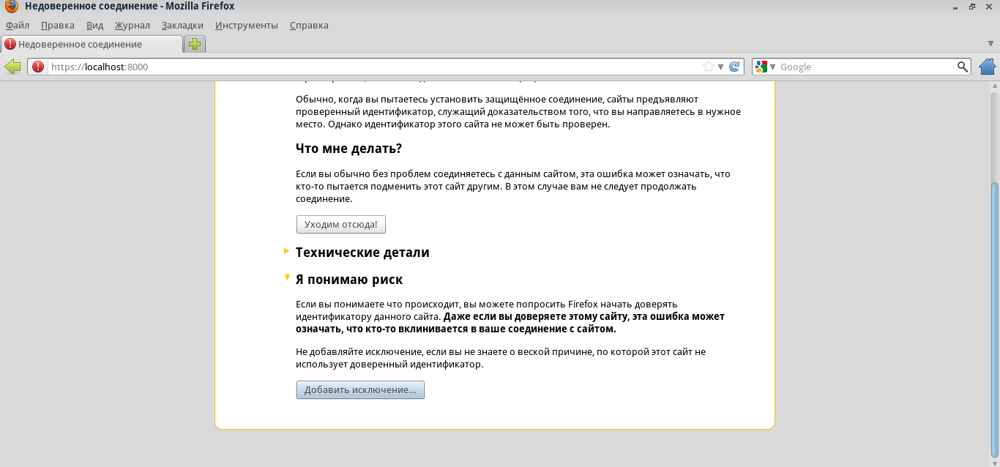 Недоверенное соединение - Mozilla Firefox
Файл Правка Вид Журнал Закладки Инструменты Справка
Недоверенное соединение
https://localhost:8000
Google
Обычно, когда вы пытаетесь установить защищённое соединение, сайты предъявляют
проверенный идентификатор, служащий доказательством того, что вы направляетесь в нужное
место. Однако идентификатор этого сайта не может быть проверен.
Что мне делать?
Если вы обычно без проблем соединяетесь с данным сайтом, эта ошибка может означать, что
кто-то пытается подменить этот сайт другим. В этом случае вам не следует продолжать
соединение.
Уходим отсюда!
Технические детали
Я понимаю риск
Если вы понимаете что происходит, вы можете попросить Firefox начать доверять
идентификатору данного сайта. Даже если вы доверяете этому сайту, эта ошибка может
означать, что кто-то вклинивается в ваше соединение с сайтом.
Не добавляйте исключение, если вы не знаете о веской причине, по которой этот сайт не
использует доверенный идентификатор.
Добавить исключение...